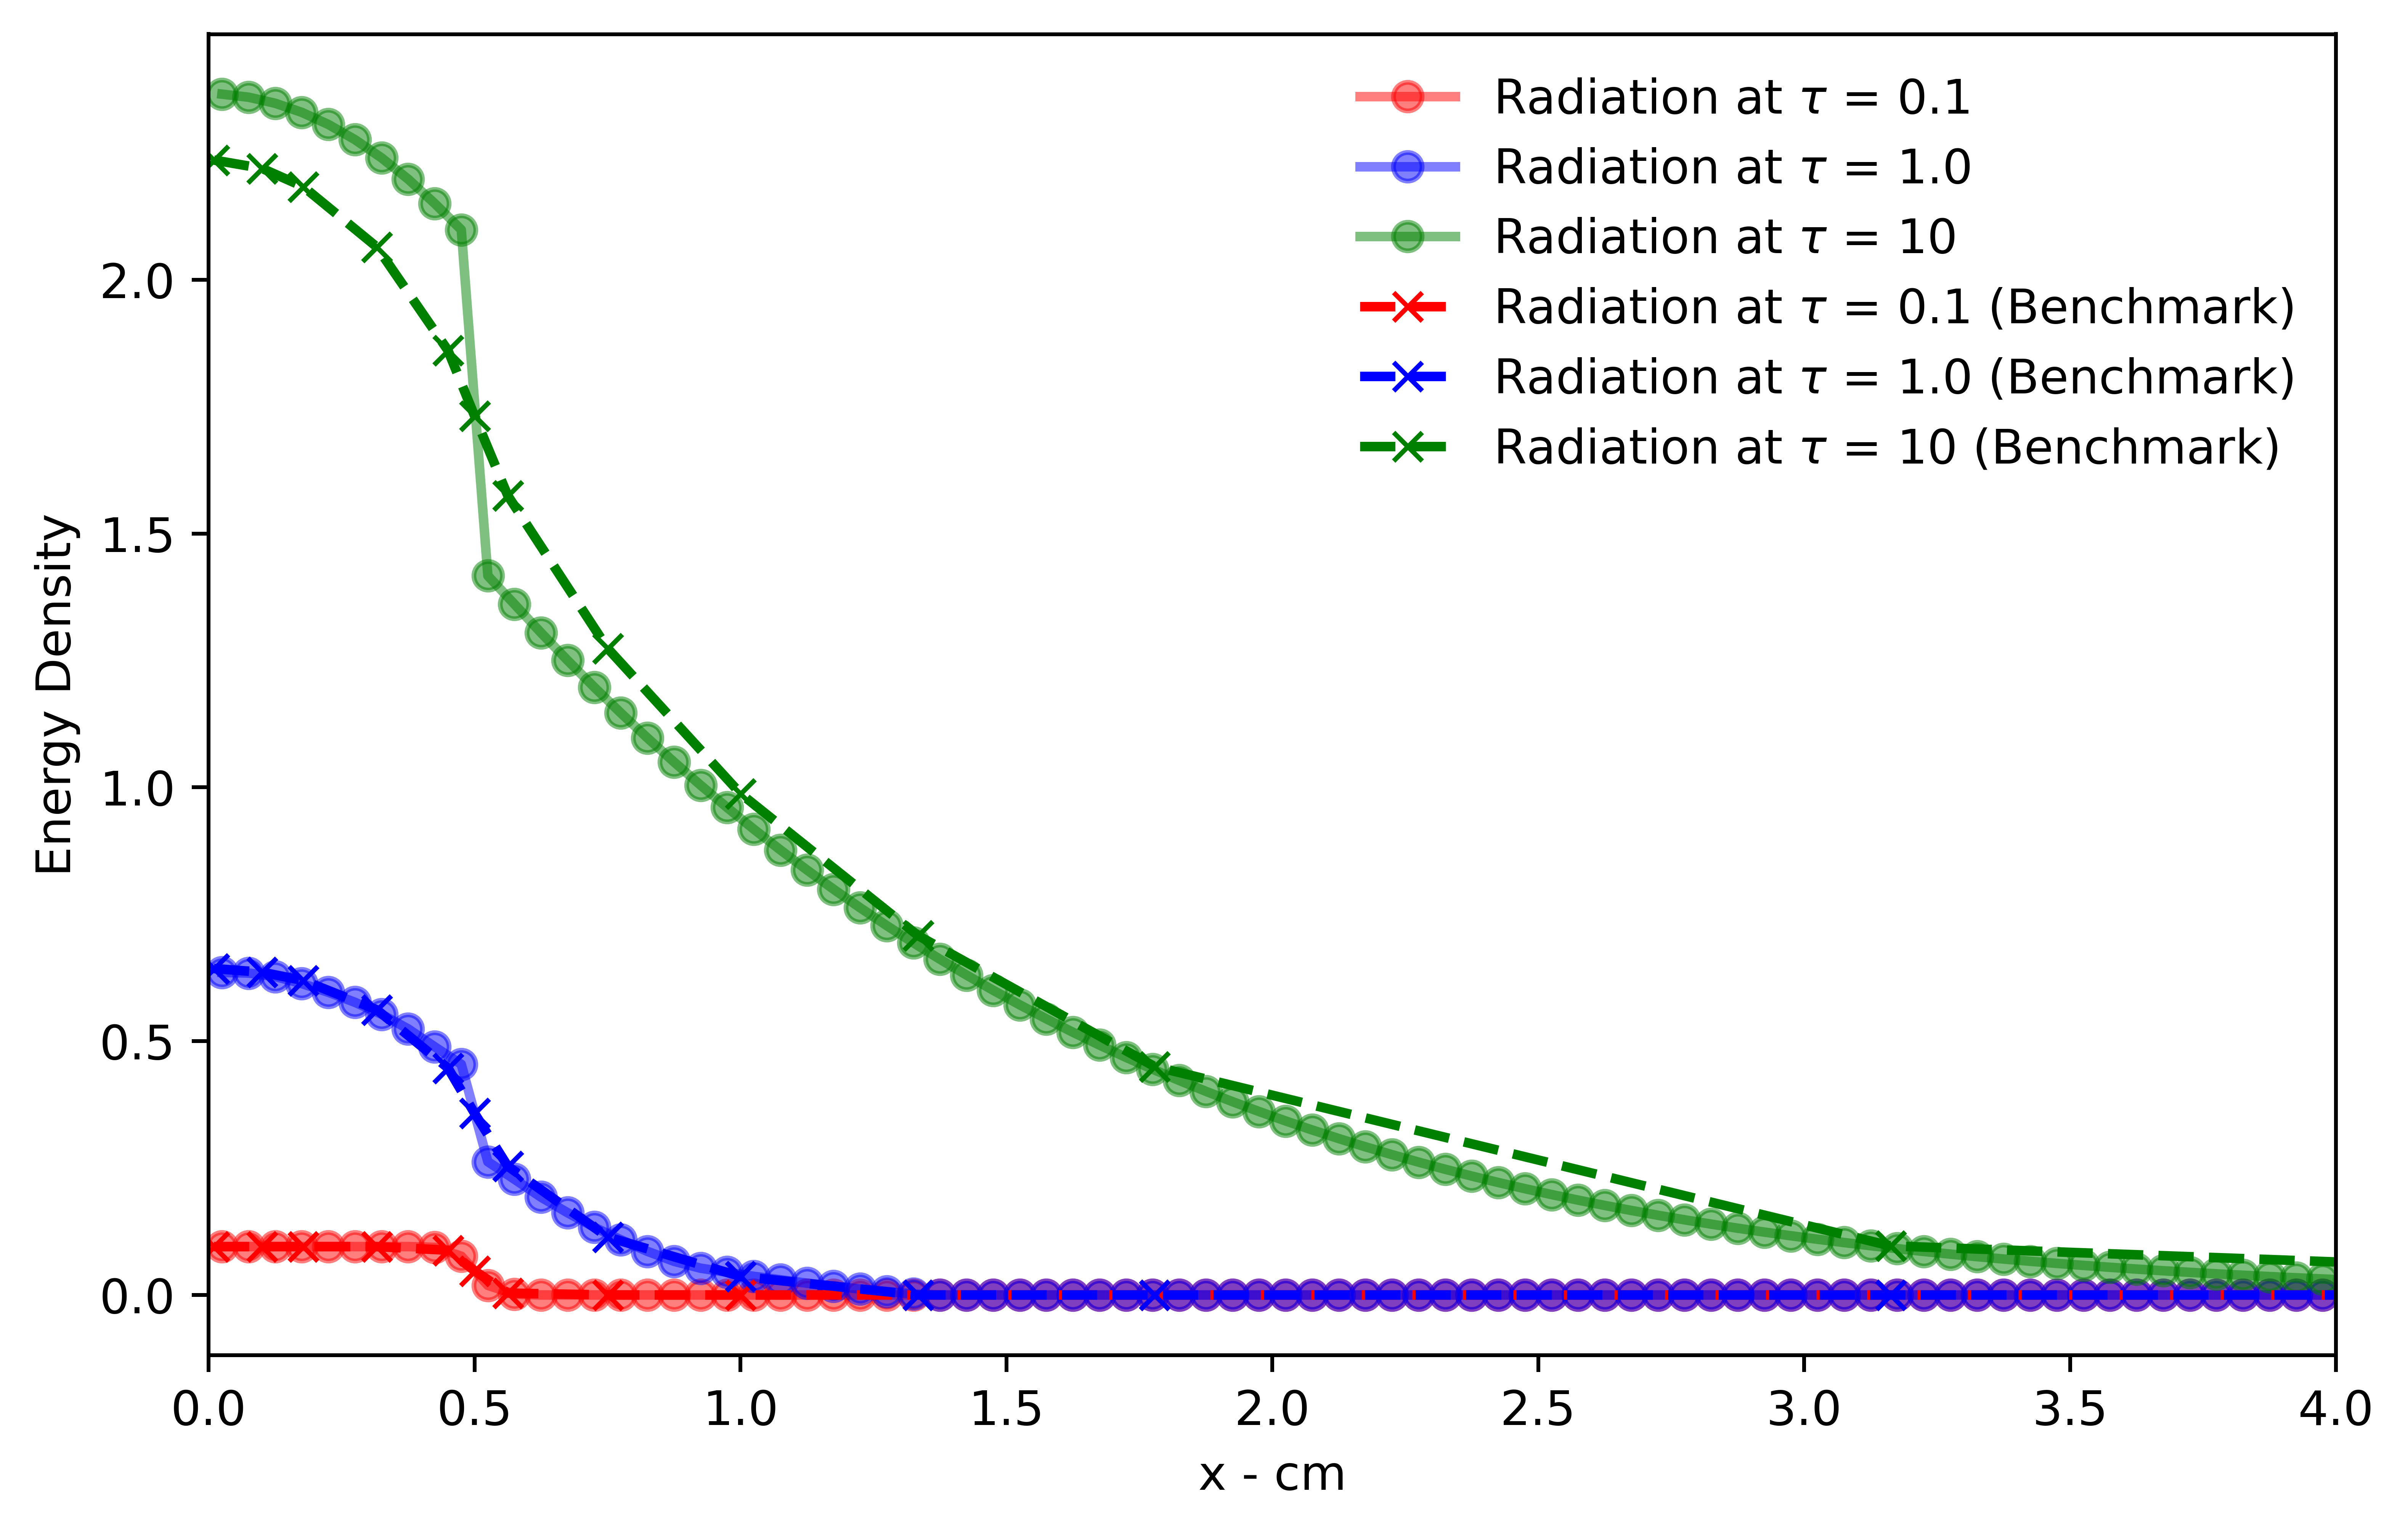 Radiation at τ = 0.1
Radiation at τ = 1.0
Radiation at τ = 10
Radiation at τ = 0.1 (Benchmark)
Radiation at τ = 1.0 (Benchmark)
Radiation at τ = 10 (Benchmark)
Energy Density
2.0
1.5
1.0
0.5
0.0
0.0 0.5 1.0 1.5 2.0 2.5 3.0 3.5 4.0
x - cm